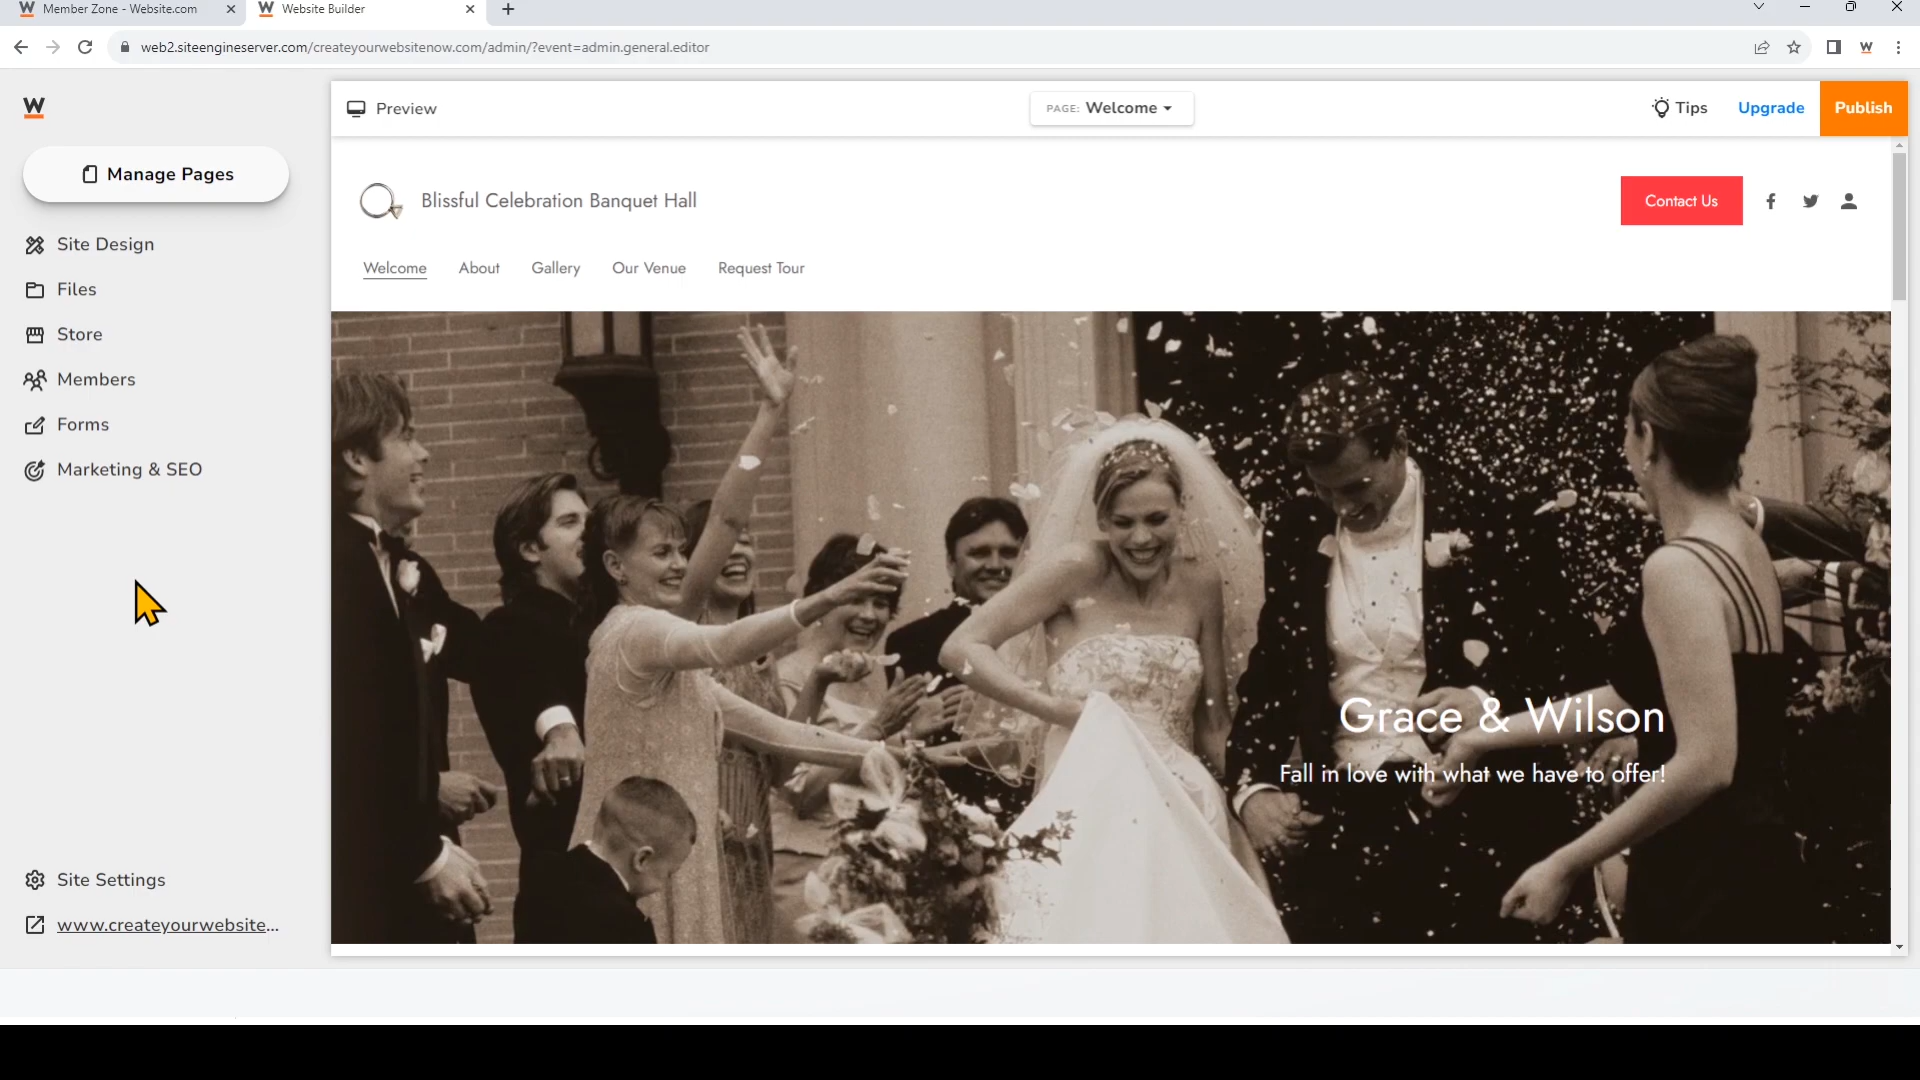 Member Zone - Website.com
Website Builder
web2.siteengineserver.com/createyourwebsitenow.com/admin/?event=admin.general.editor
W
Preview
PAGE: Welcome
Tips
Upgrade
Publish
Manage Pages
Site Design
Files
Store
Members
Forms
Marketing & SEO
Site Settings
www.createyourwebsite...
Blissful Celebration Banquet Hall
Contact Us
Welcome
About
Gallery
Our Venue
Request Tour
Grace & Wilson
Fall in love with what we have to offer!